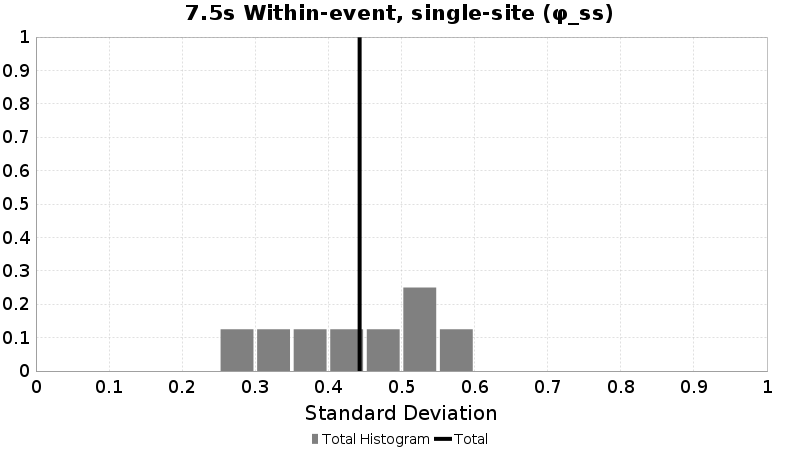 7.5s Within-event, single-site (φ_ss)
1
0.9
0.8
0.7
0.6
0.5
0.4
0.3
0.2
0.1
0
0 0.1 0.2 0.3 0.4 0.5 0.6 0.7 0.8 0.9 1
Standard Deviation
Total Histogram Total